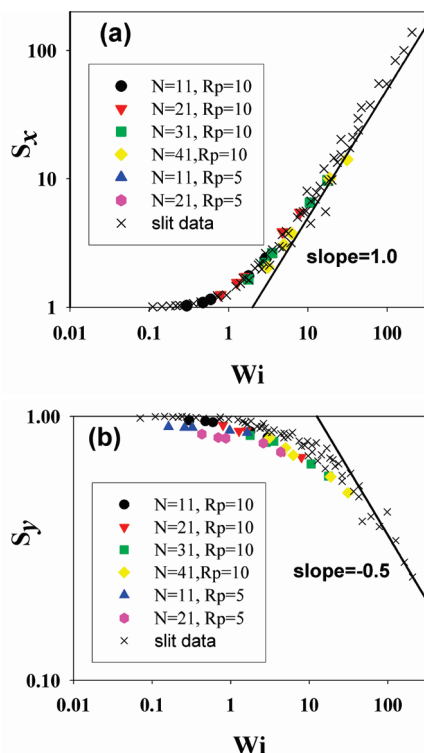 (a)
100
10
1
Sx
N=11, Rp=10
N=21, Rp=10
N=31, Rp=10
N=41,Rp=10
N=11, Rp=5
N=21, Rp=5
slit data
slope=1.0
0.01 0.1 1 10 100
Wi
(b)
1.00
0.10
Sy
N=11, Rp=10
N=21, Rp=10
N=31, Rp=10
N=41,Rp=10
N=11, Rp=5
N=21, Rp=5
slit data
slope=-0.5
0.01 0.1 1 10 100
Wi